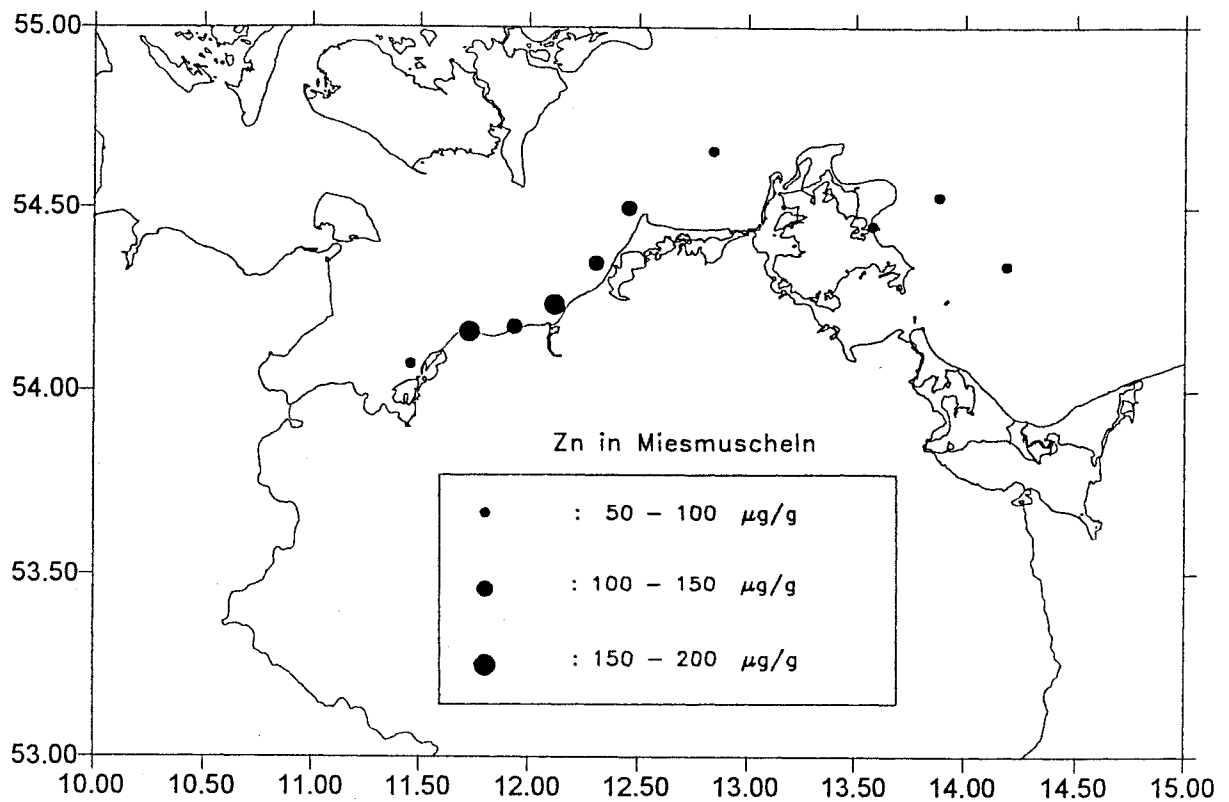 55.00
54.50
54.00
53.50
53.00
Zn in Miesmuscheln
: 50 – 100 µg/g
: 100 – 150 µg/g
: 150 – 200 µg/g
10.00 10.50 11.00 11.50 12.00 12.50 13.00 13.50 14.00 14.50 15.00